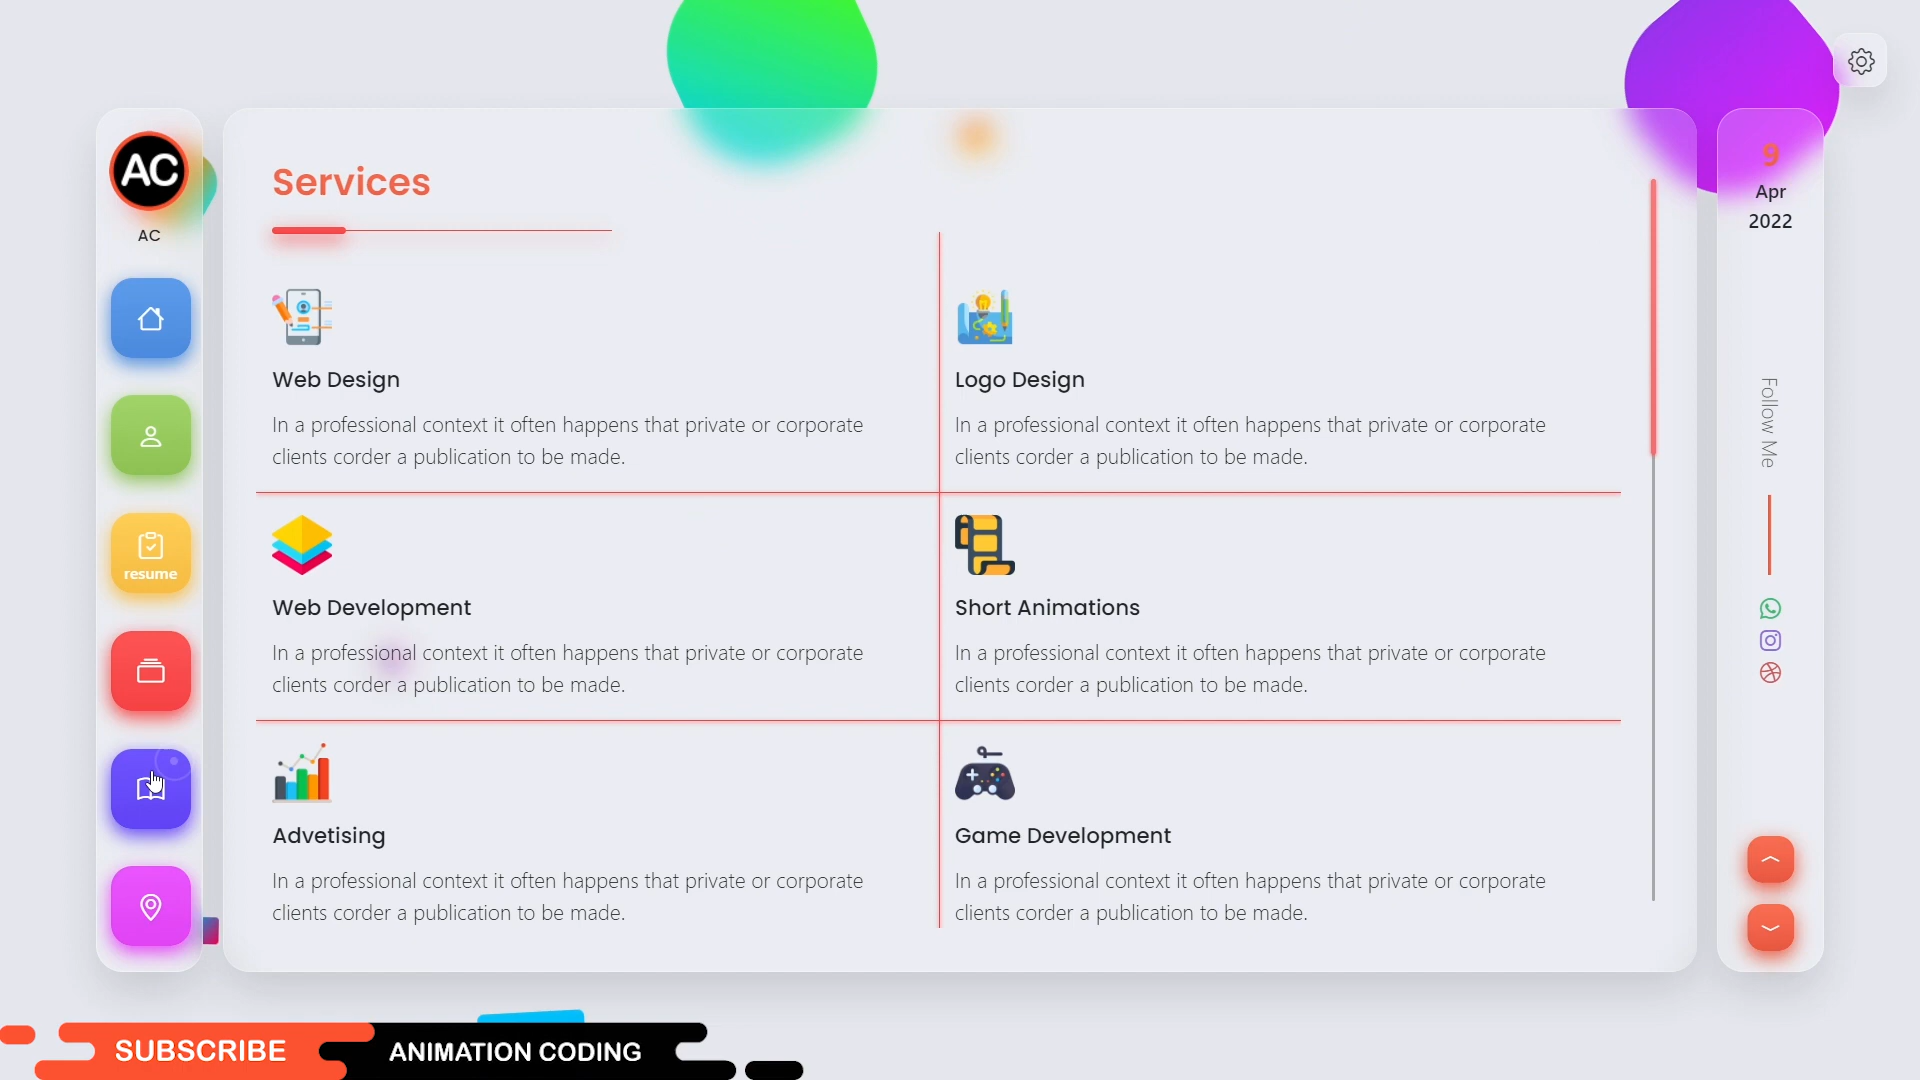 AC
AC
resume
Services
Web Design
In a professional context it often happens that private or corporate
clients corder a publication to be made.
Logo Design
In a professional context it often happens that private or corporate
clients corder a publication to be made.
Web Development
In a professional context it often happens that private or corporate
clients corder a publication to be made.
Short Animations
In a professional context it often happens that private or corporate
clients corder a publication to be made.
Advetising
In a professional context it often happens that private or corporate
clients corder a publication to be made.
Game Development
In a professional context it often happens that private or corporate
clients corder a publication to be made.
9
Apr
2022
Follow Me
SUBSCRIBE
ANIMATION CODING